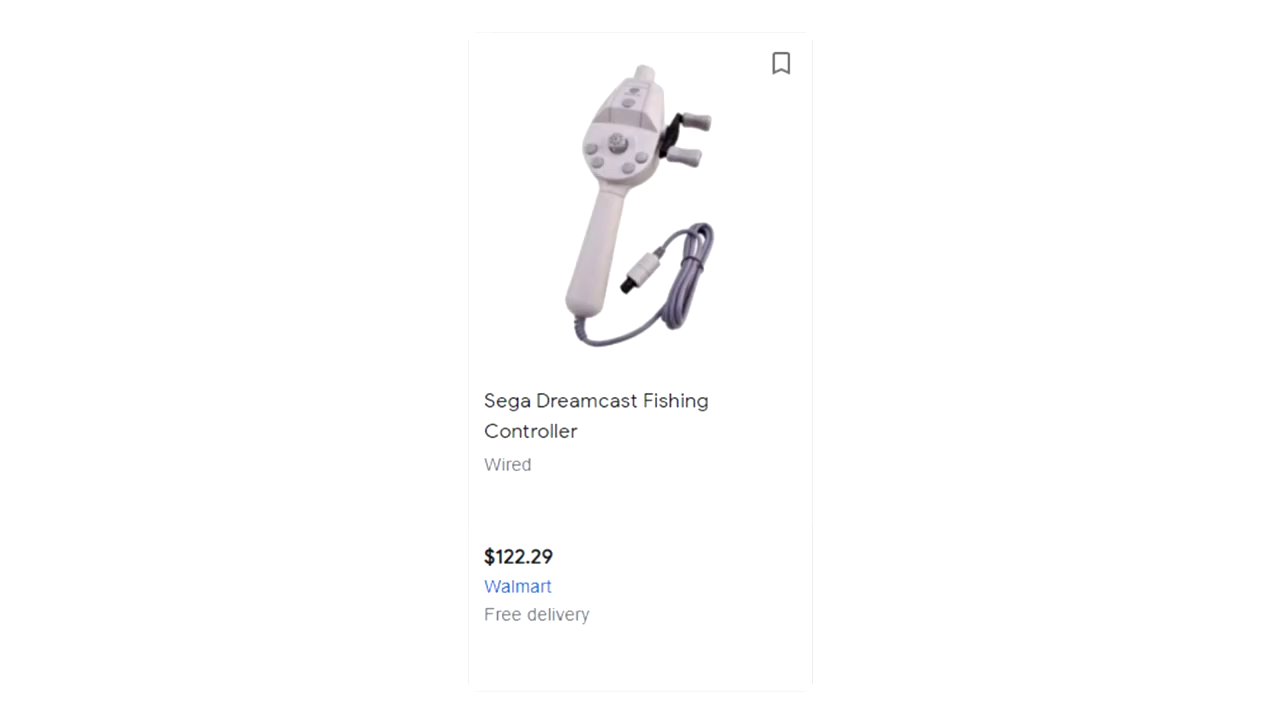 Sega Dreamcast Fishing
Controller
Wired
$122.29
Walmart
Free delivery